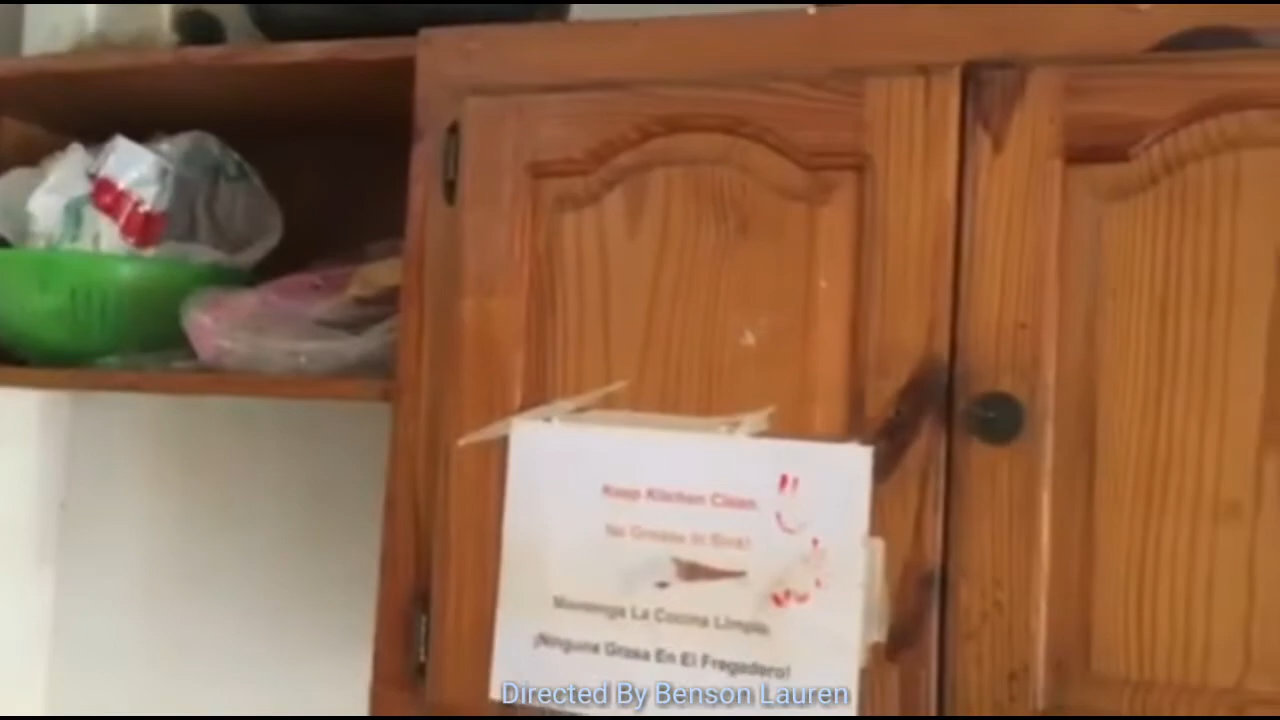 Keep Kitchen Clean
No Grease In Sink!
Mantenga La Cocina Limpia
¡Ninguna Grasa En El Fregadero!
Directed By Benson Lauren